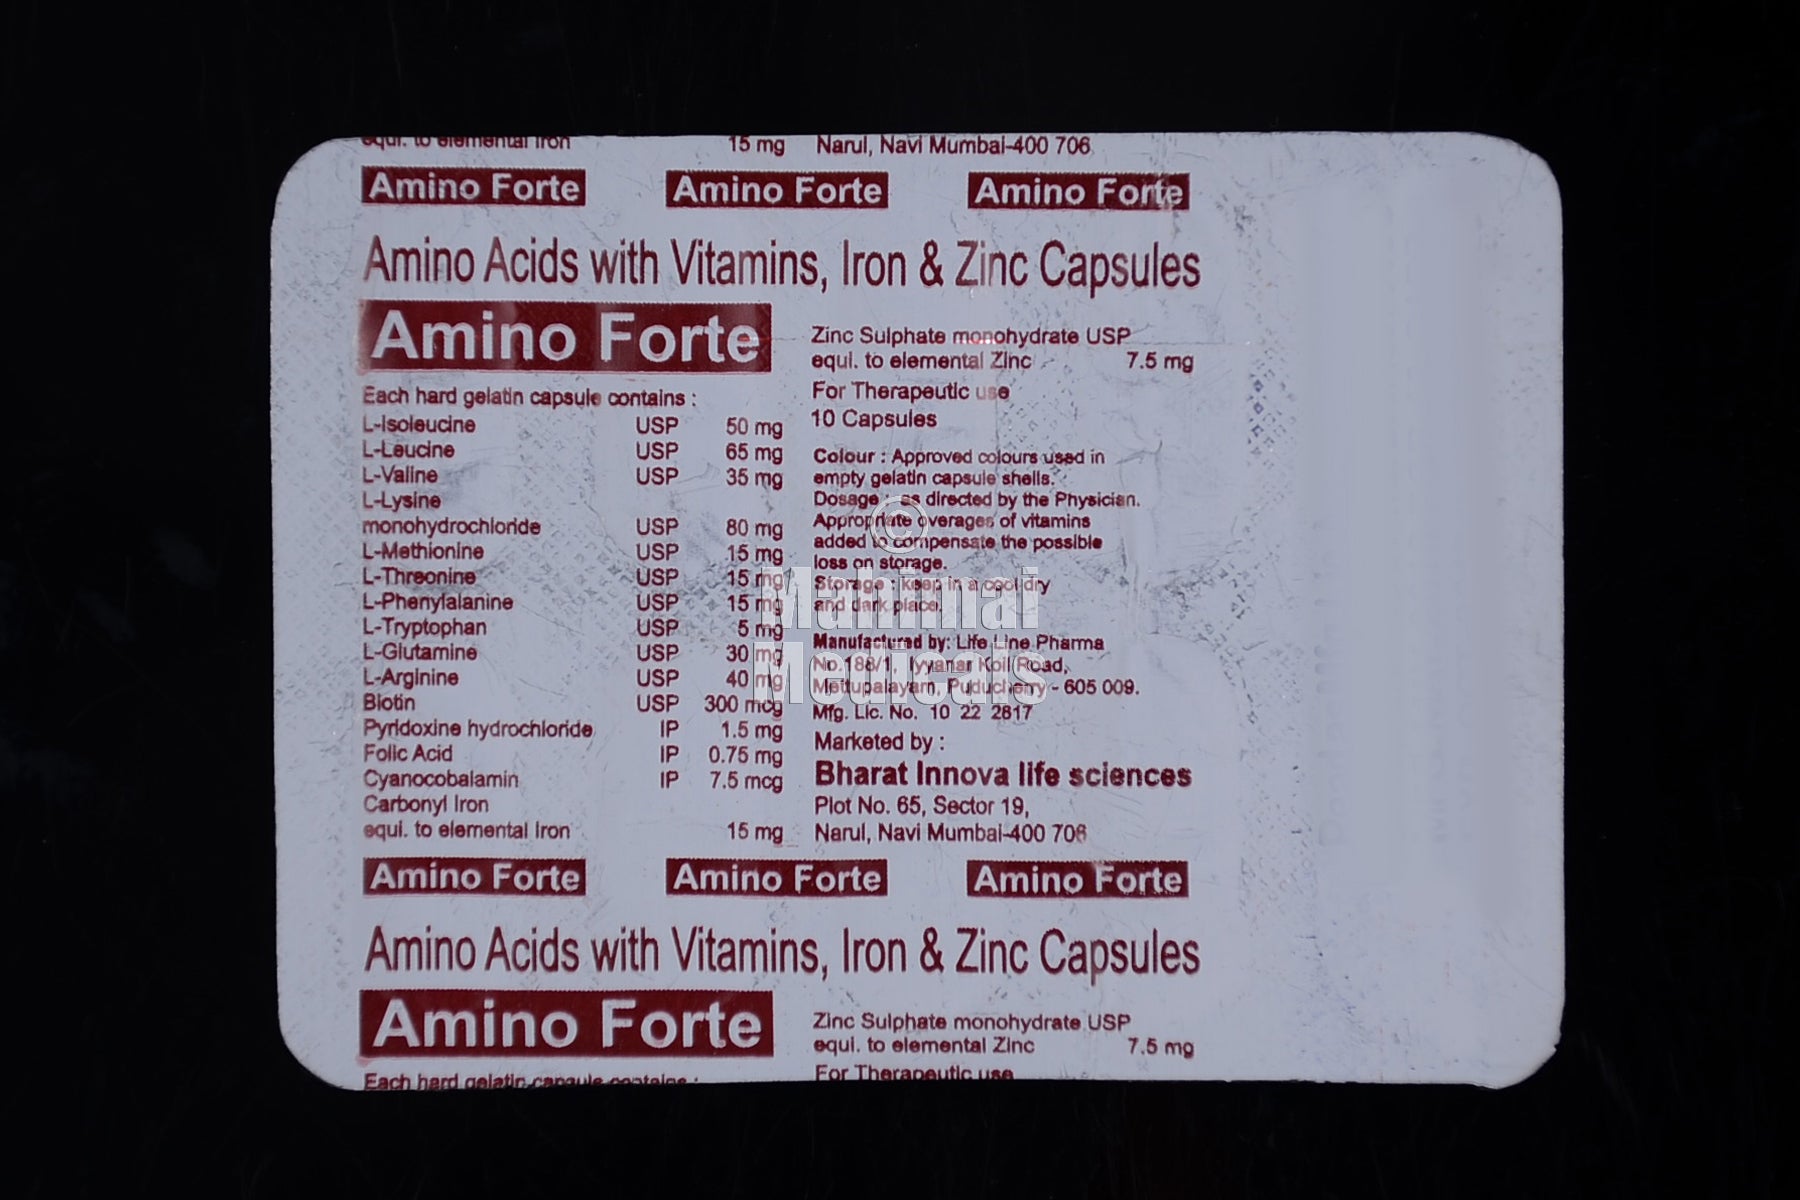 equi. to elemental Iron 15 mg Narul, Navi Mumbai-400 706
Amino Forte Amino Forte Amino Forte
Amino Acids with Vitamins, Iron & Zinc Capsules
Amino Forte
Each hard gelatin capsule contains :
L-Isoleucine USP 50 mg
L-Leucine USP 65 mg
L-Valine USP 35 mg
L-Lysine
monohydrochloride USP 80 mg
L-Methionine USP 15 mg
L-Threonine USP 15 mg
L-Phenylalanine USP 15 mg
L-Tryptophan USP 5 mg
L-Glutamine USP 30 mg
L-Arginine USP 40 mg
Biotin USP 300 mcg
Pyridoxine hydrochloride IP 1.5 mg
Folic Acid IP 0.75 mg
Cyanocobalamin IP 7.5 mcg
Carbonyl Iron
equi. to elemental Iron 15 mg
Zinc Sulphate monohydrate USP
equi. to elemental Zinc 7.5 mg
For Therapeutic use
10 Capsules
Colour : Approved colours used in
empty gelatin capsule shells.
Dosage : as directed by the Physician.
Appropriate overages of vitamins
added to compensate the possible
loss on storage.
Storage : keep in a cool dry
and dark place.
Manufactured by: Life Line Pharma
No.188/1, Iyyanar Koil Road,
Mettupalayam, Puducherry - 605 009.
Mfg. Lic. No. 10 22 2817
Marketed by :
Bharat Innova life sciences
Plot No. 65, Sector 19,
Narul, Navi Mumbai-400 706
©
Mahimai
Medicals
Amino Forte Amino Forte Amino Forte
Amino Acids with Vitamins, Iron & Zinc Capsules
Amino Forte
Zinc Sulphate monohydrate USP
equi. to elemental Zinc 7.5 mg
Each hard gelatin capsule contains :
For Therapeutic use